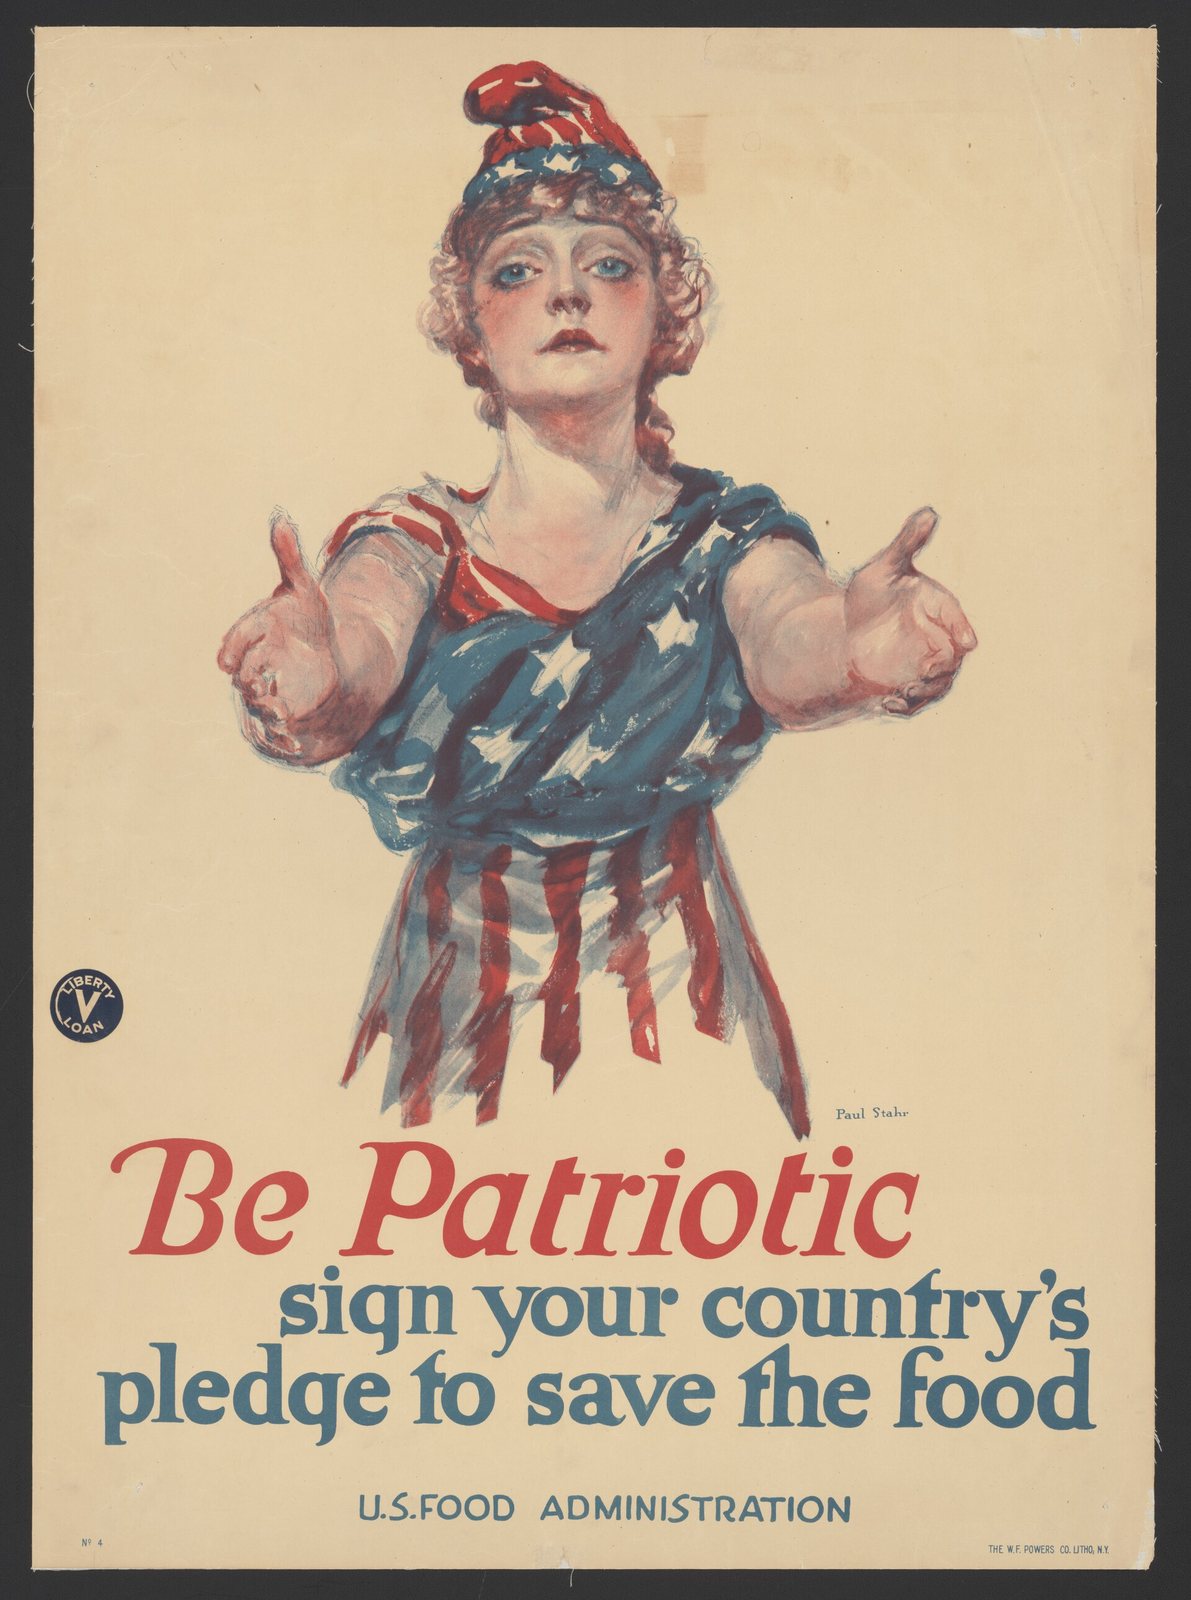 LIBERTY
V
LOAN
Paul Stahr
Be Patriotic
sign your country's
pledge to save the food
U.S. FOOD ADMINISTRATION
Nº 4
THE W.F. POWERS CO. LITHO, N.Y.